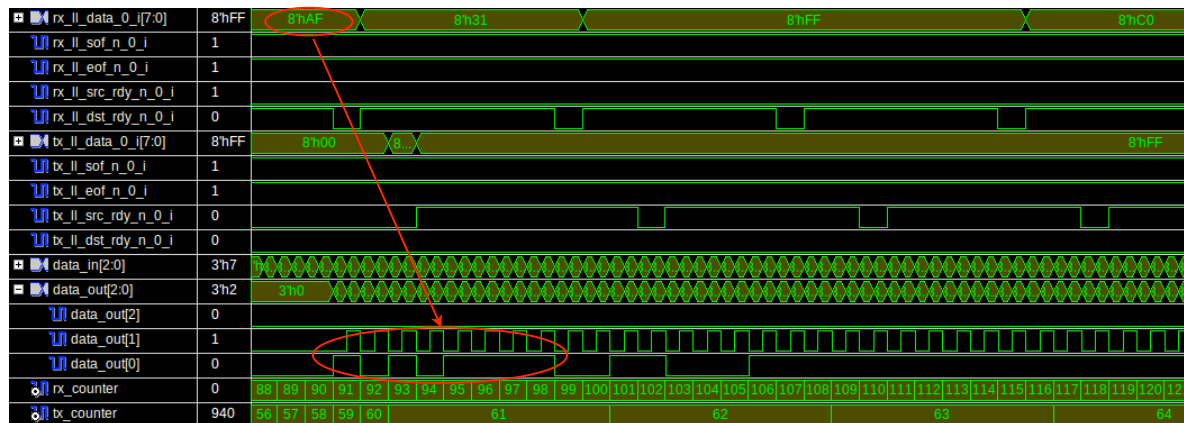 rx_ll_data_0_i[7:0] 8'hFF 8'hAF 8'h31 8'hFF 8'hC0
rx_ll_sof_n_0_i 1
rx_ll_eof_n_0_i 1
rx_ll_src_rdy_n_0_i 1
rx_ll_dst_rdy_n_0_i 0
tx_ll_data_0_i[7:0] 8'hFF 8'h00 8... 8'hFF
tx_ll_sof_n_0_i 1
tx_ll_eof_n_0_i 1
tx_ll_src_rdy_n_0_i 0
tx_ll_dst_rdy_n_0_i 0
data_in[2:0] 3'h7
data_out[2:0] 3'h2 3'h0
data_out[2] 0
data_out[1] 1
data_out[0] 0
rx_counter 0 88 89 90 91 92 93 94 95 96 97 98 99 100 101 102 103 104 105 106 107 108 109 110 111 112 113 114 115 116 117 118 119 120
tx_counter 940 56 57 58 59 60 61 62 63 64